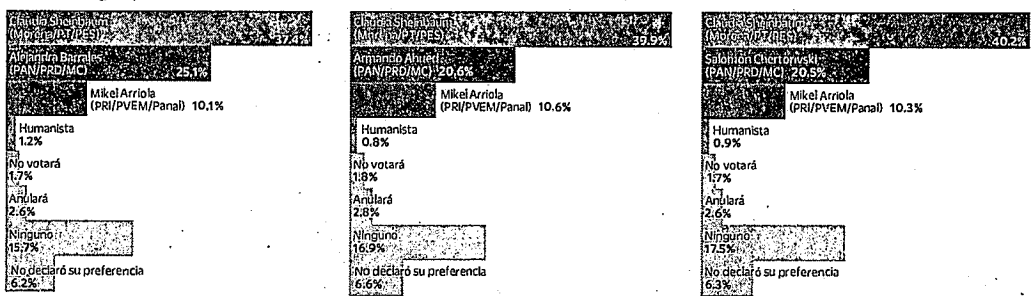 Claudia Sheinbaum
(Morena/PT/PES)
37.4%
Alejandra Barrales
(PAN/PRD/MC) 25.1%
Mikel Arriola
(PRI/PVEM/Panal) 10.1%
Humanista
1.2%
No votará
1.7%
Anulará
2.6%
Ninguno
15.7%
No declaró su preferencia
6.2%
Claudia Sheinbaum
(Morena/PT/PES)
39.9%
Armando Ahued
(PAN/PRD/MC) 20.6%
Mikel Arriola
(PRI/PVEM/Panal) 10.6%
Humanista
0.8%
No votará
1.8%
Anulará
2.8%
Ninguno
16.9%
No declaró su preferencia
6.6%
Claudia Sheinbaum
(Morena/PT/PES)
40.2%
Salomón Chertorivski
(PAN/PRD/MC) 20.5%
Mikel Arriola
(PRI/PVEM/Panal) 10.3%
Humanista
0.9%
No votará
1.7%
Anulará
2.6%
Ninguno
17.5%
No declaró su preferencia
6.3%